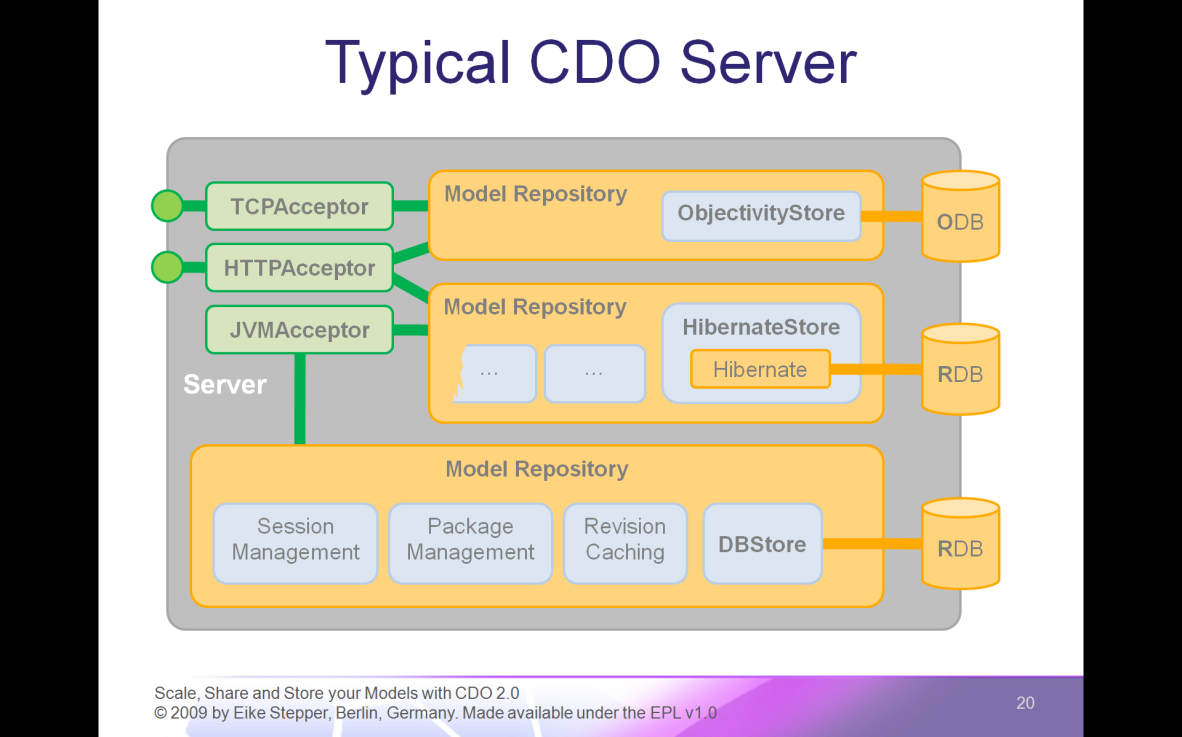 Typical CDO Server
TCPAcceptor
HTTPAcceptor
JVMAcceptor
Server
Model Repository
ObjectivityStore
ODB
Model Repository
...
...
HibernateStore
Hibernate
RDB
Model Repository
Session
Management
Package
Management
Revision
Caching
DBStore
RDB
Scale, Share and Store your Models with CDO 2.0
© 2009 by Eike Stepper, Berlin, Germany. Made available under the EPL v1.0
20